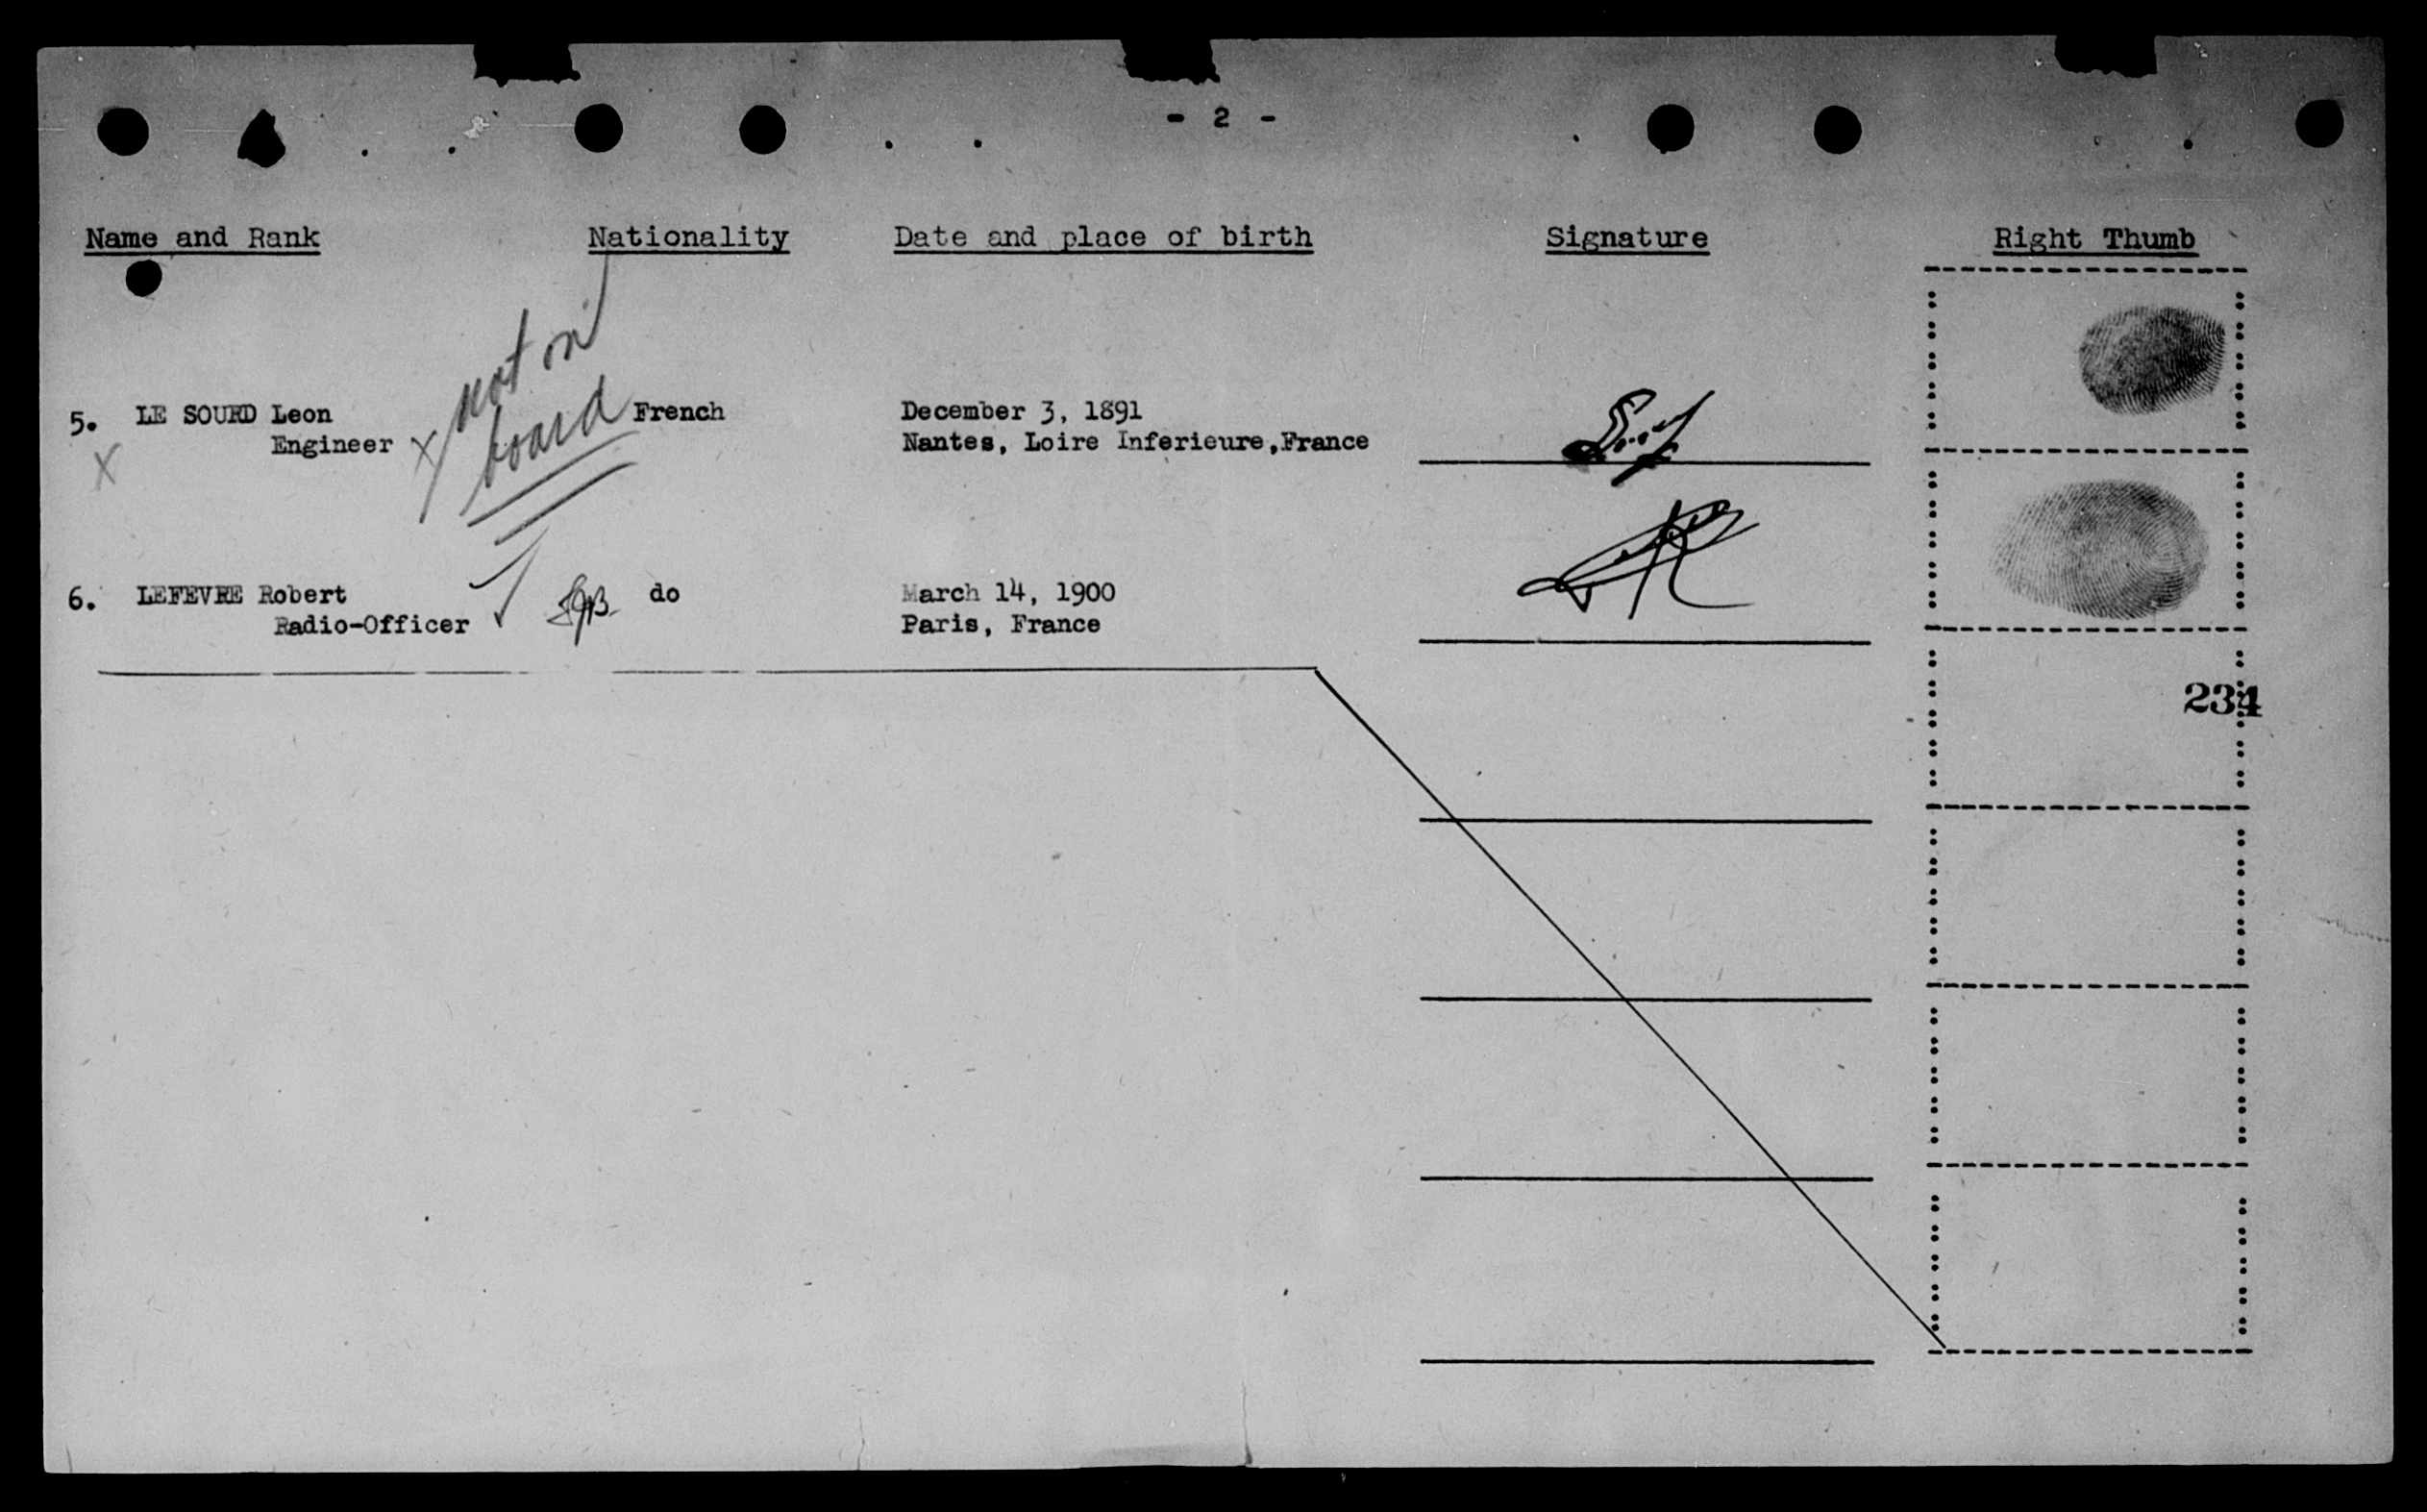 - 2 -
Name and Rank Nationality Date and place of birth Signature Right Thumb
not on
board
5. LE SOURD Leon French December 3, 1891
X Engineer X Nantes, Loire Inferieure,France
6. LEFEVRE Robert do March 14, 1900
Radio-Officer Paris, France
234